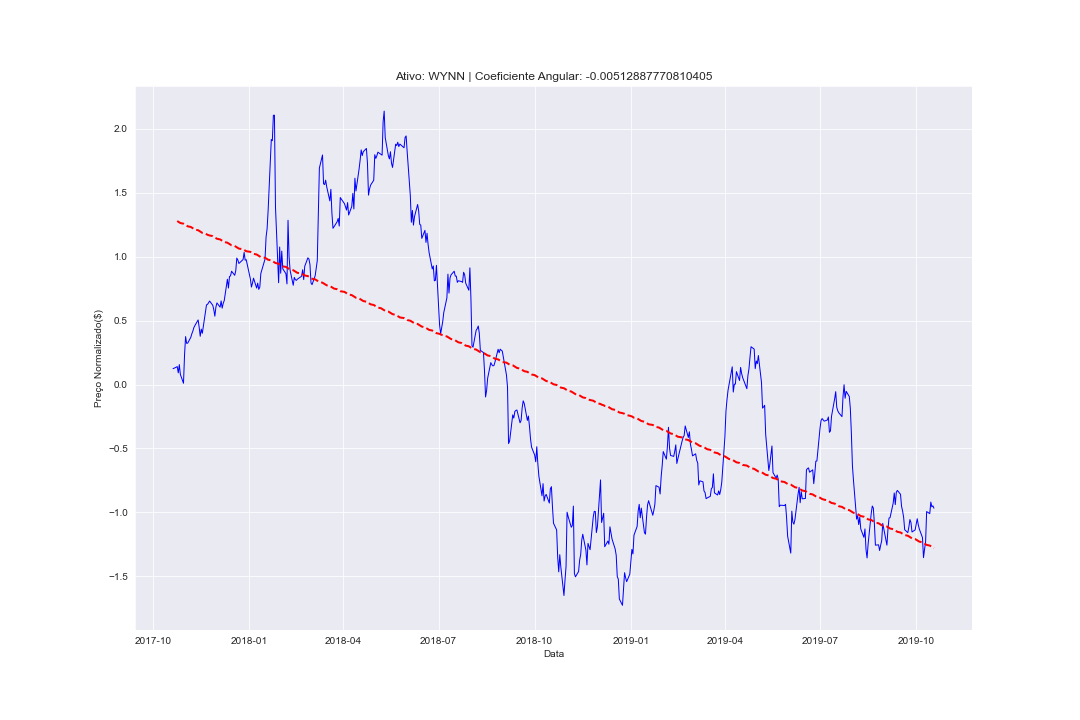 Ativo: WYNN | Coeficiente Angular: -0.00512887770810405
2.0
1.5
1.0
0.5
0.0
−0.5
−1.0
−1.5
Preço Normalizado($)
2017-10 2018-01 2018-04 2018-07 2018-10 2019-01 2019-04 2019-07 2019-10
Data